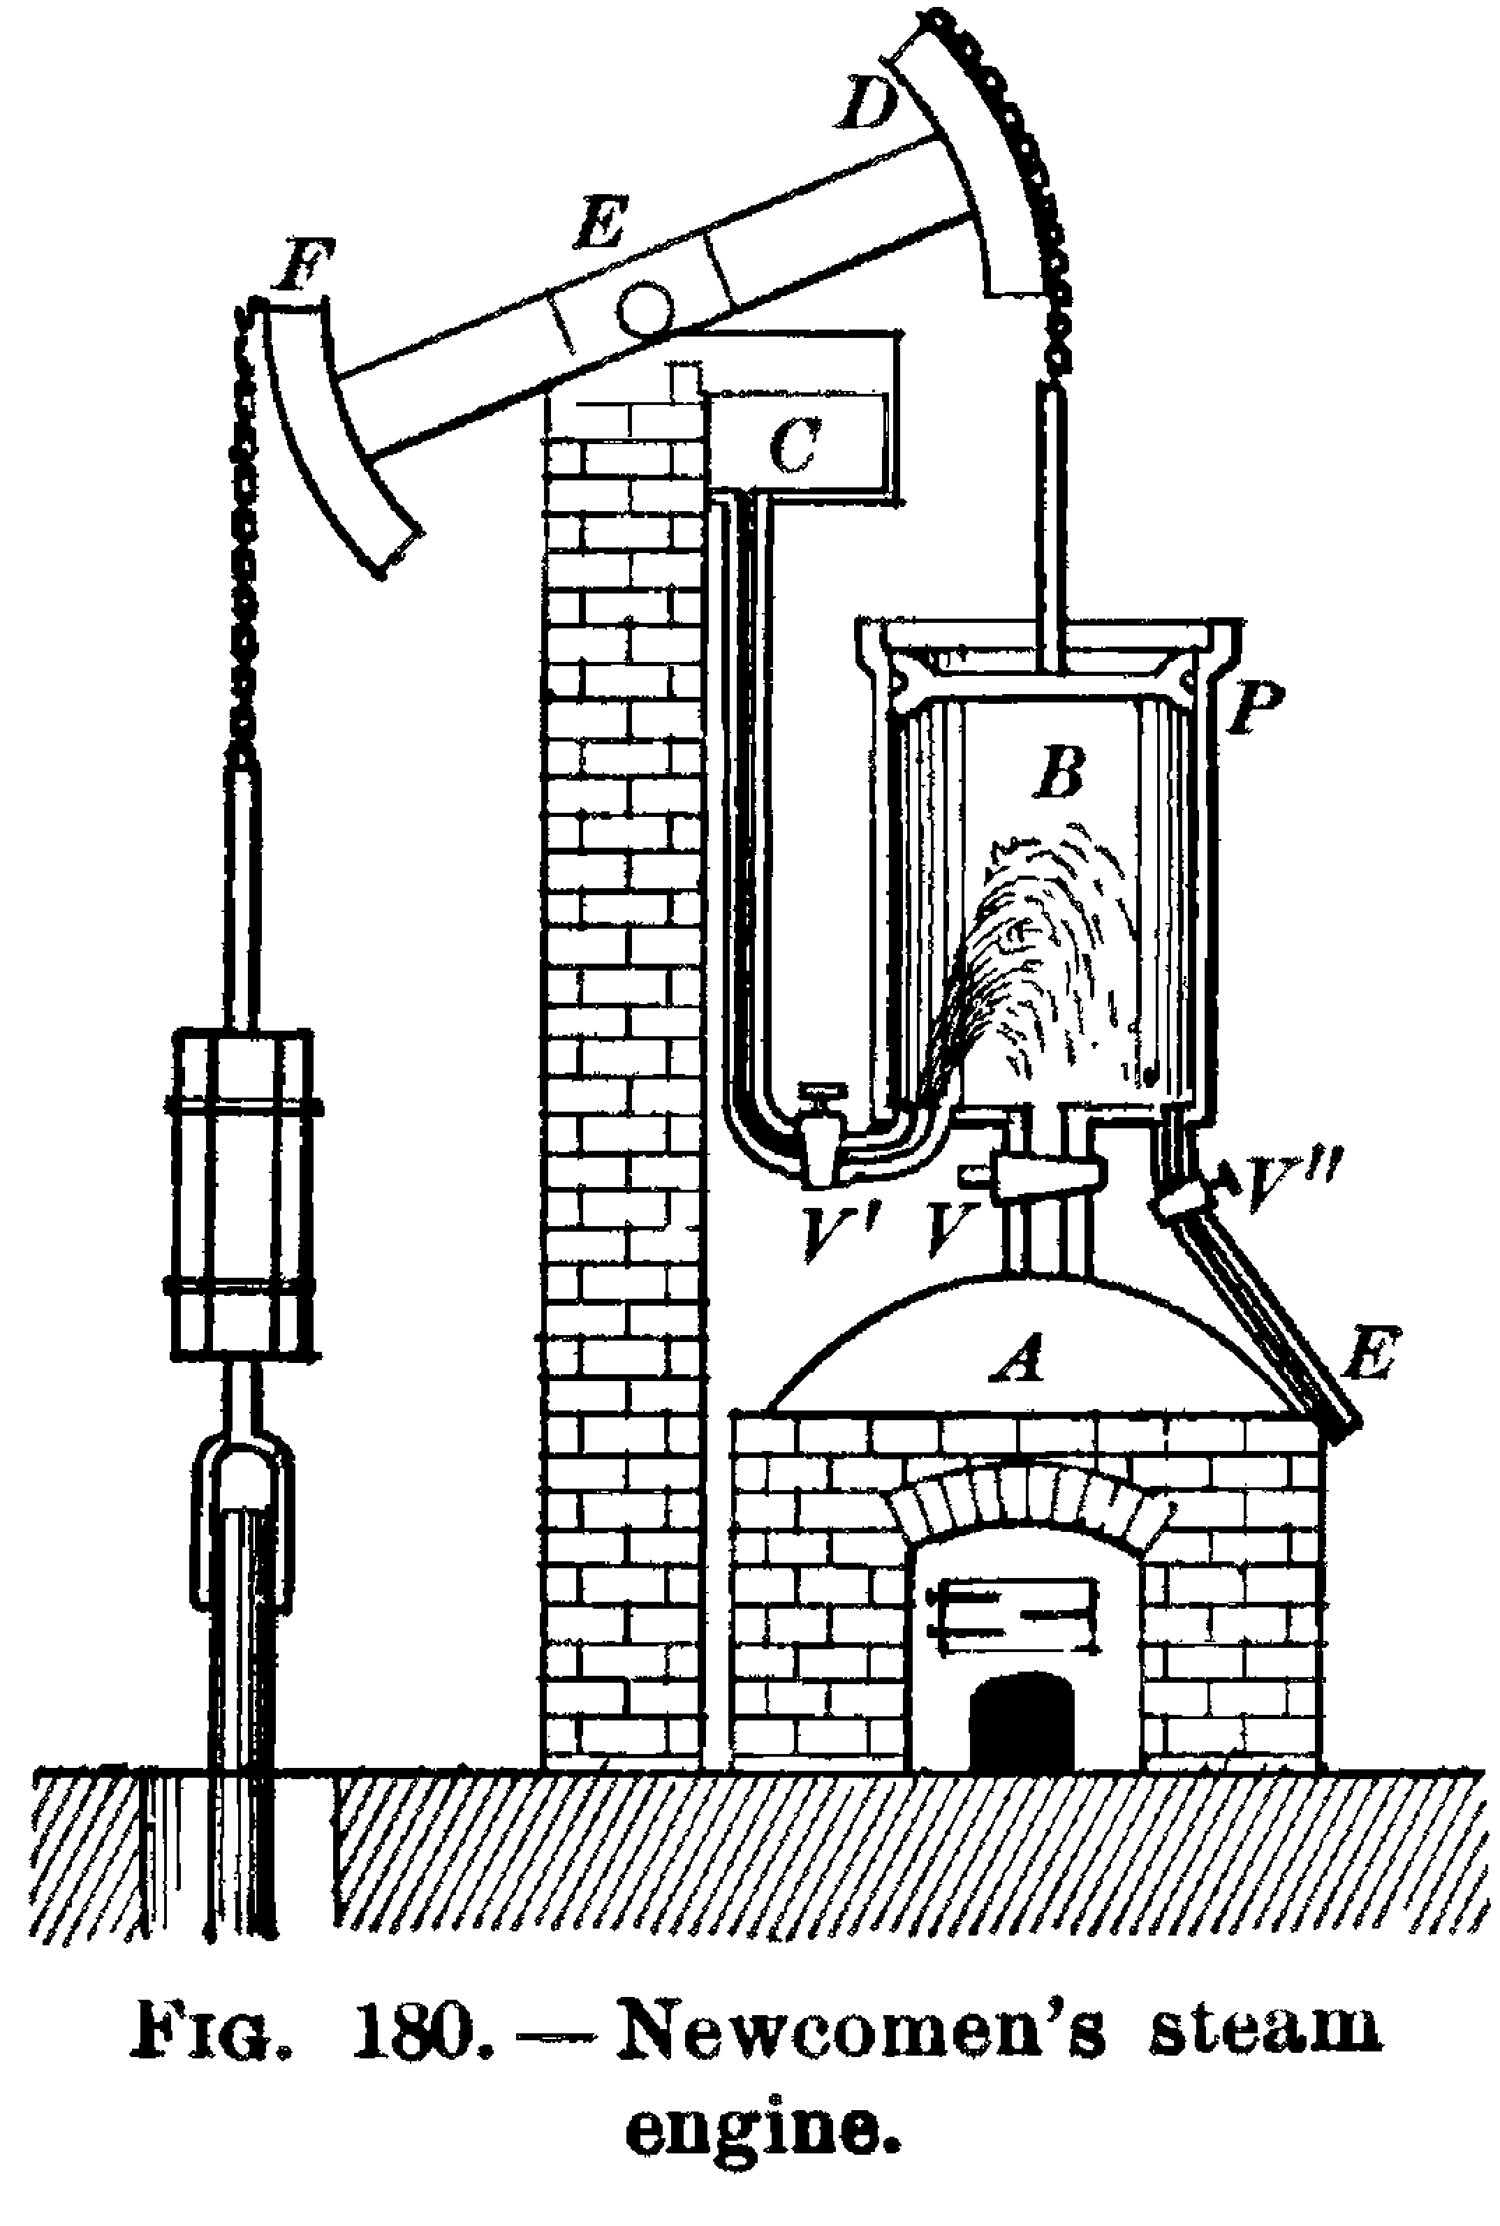 D
E
F
C
P
B
V'
V
V"
E
A
FIG. 180. — Newcomen's steam
engine.